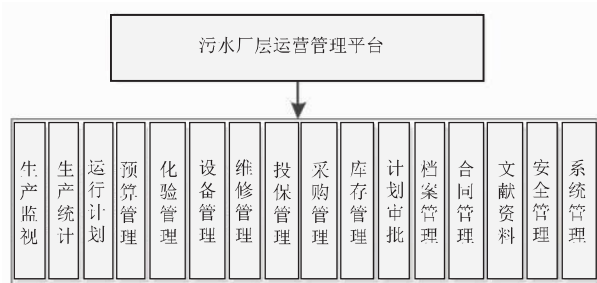 污水厂层运营管理平台
生产监视
生产统计
运行计划
预算管理
化验管理
设备管理
维修管理
投保管理
采购管理
库存管理
计划审批
档案管理
合同管理
文献资料
安全管理
系统管理